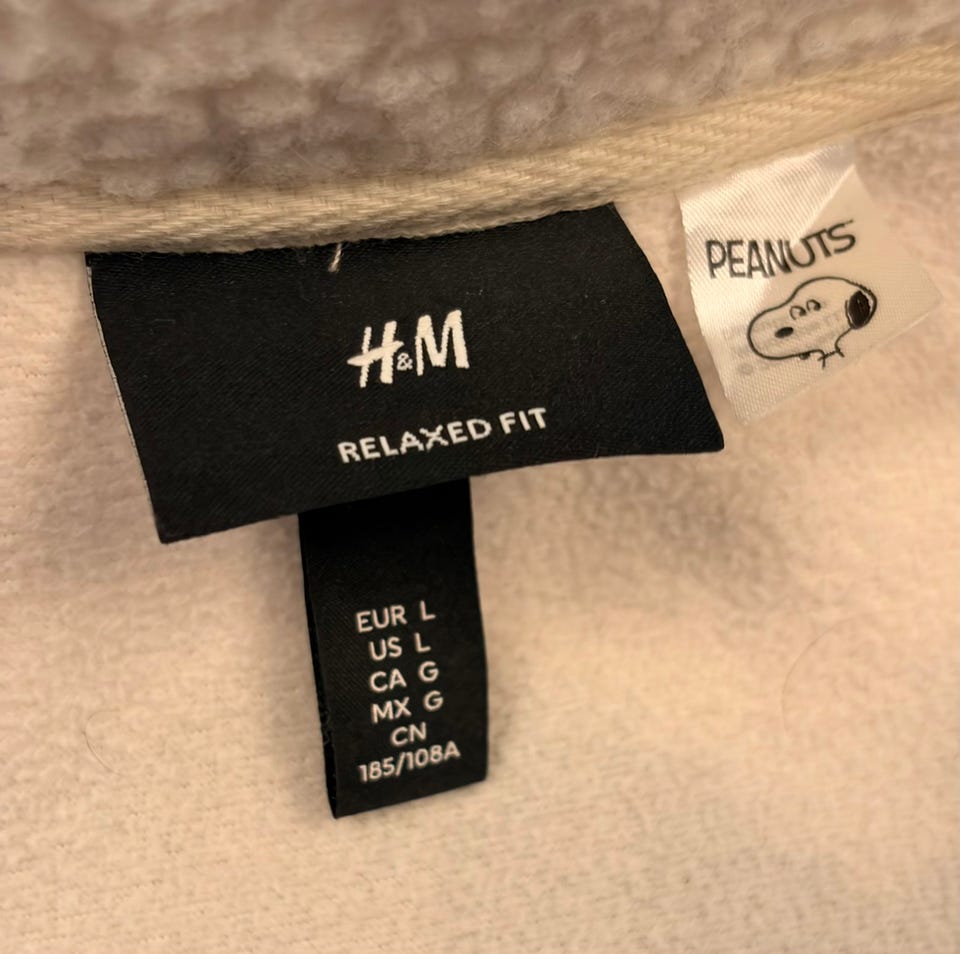 H&M
RELAXED FIT
EUR L
US L
CA G
MX G
CN
185/108A
PEANUTS